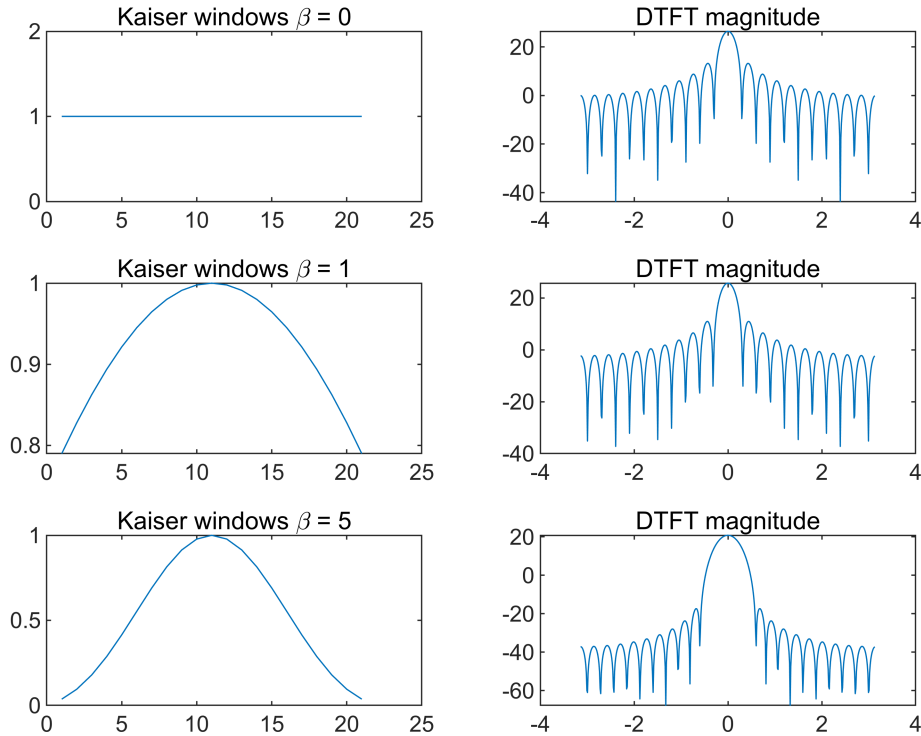 Kaiser windows β = 0
2
1
0
0 5 10 15 20 25
DTFT magnitude
20
0
-20
-40
-4 -2 0 2 4
Kaiser windows β = 1
1
0.9
0.8
0 5 10 15 20 25
DTFT magnitude
20
0
-20
-40
-4 -2 0 2 4
Kaiser windows β = 5
1
0.5
0
0 5 10 15 20 25
DTFT magnitude
20
0
-20
-40
-60
-4 -2 0 2 4